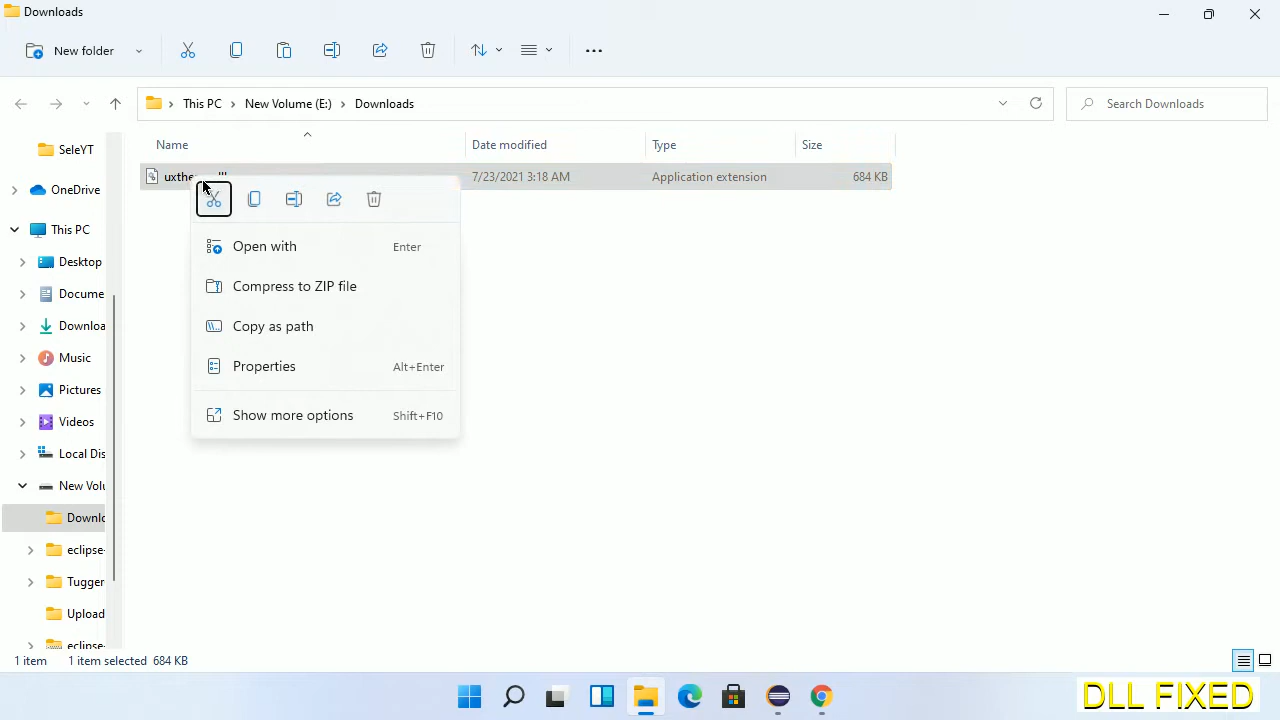 Downloads
New folder
This PC
New Volume (E:)
Downloads
Search Downloads
Name
Date modified
Type
Size
7/23/2021 3:18 AM
Application extension
684 KB
Open with
Enter
Compress to ZIP file
Copy as path
Properties
Alt+Enter
Show more options
Shift+F10
SeleYT
OneDrive
This PC
Desktop
Docume
Downloa
Music
Pictures
Videos
Local Dis
New Volu
Downlo
eclipse-
Tugger
Upload
eclipse-
1 item
1 item selected 684 KB
DLL FIXED